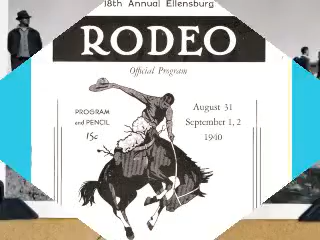 18th Annual Ellensburg
RODEO
Official Program
PROGRAM
and PENCIL
15c
August 31
September 1, 2
1940